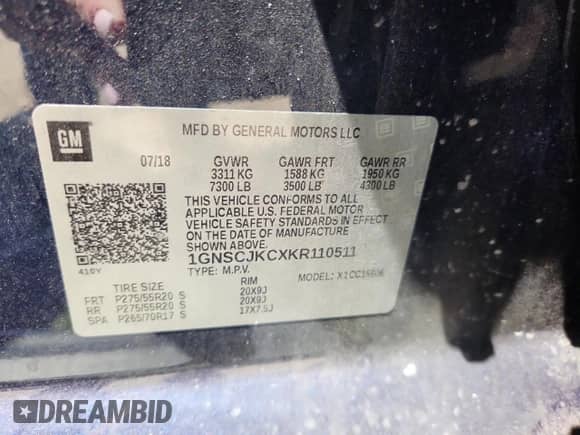 GM
MFD BY GENERAL MOTORS LLC
07/18 GVWR GAWR FRT GAWR RR
3311 KG 1588 KG 1950 KG
7300 LB 3500 LB 4300 LB
THIS VEHICLE CONFORMS TO ALL
APPLICABLE U.S. FEDERAL MOTOR
VEHICLE SAFETY STANDARDS IN EFFECT
ON THE DATE OF MANUFACTURE
SHOWN ABOVE.
1GNSCJKCXKR110511
410Y
TYPE: M.P.V. MODEL:
TIRE SIZE RIM
FRT P275/55R20 S 20X9J
RR P275/55R20 S 20X9J
SPA P265/70R17 S 17X7.5J
DREAMBID